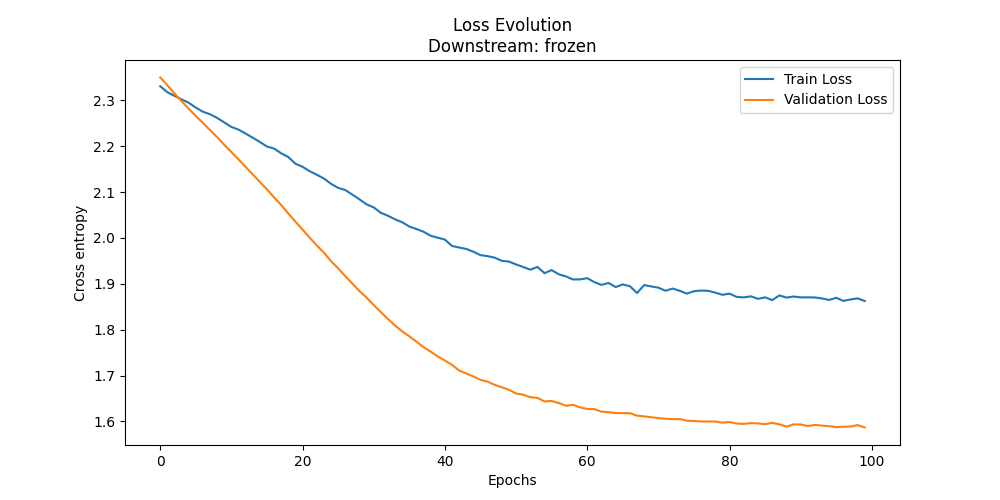 Loss Evolution
Downstream: frozen
Train Loss
Validation Loss
Cross entropy
2.3
2.2
2.1
2.0
1.9
1.8
1.7
1.6
0 20 40 60 80 100
Epochs